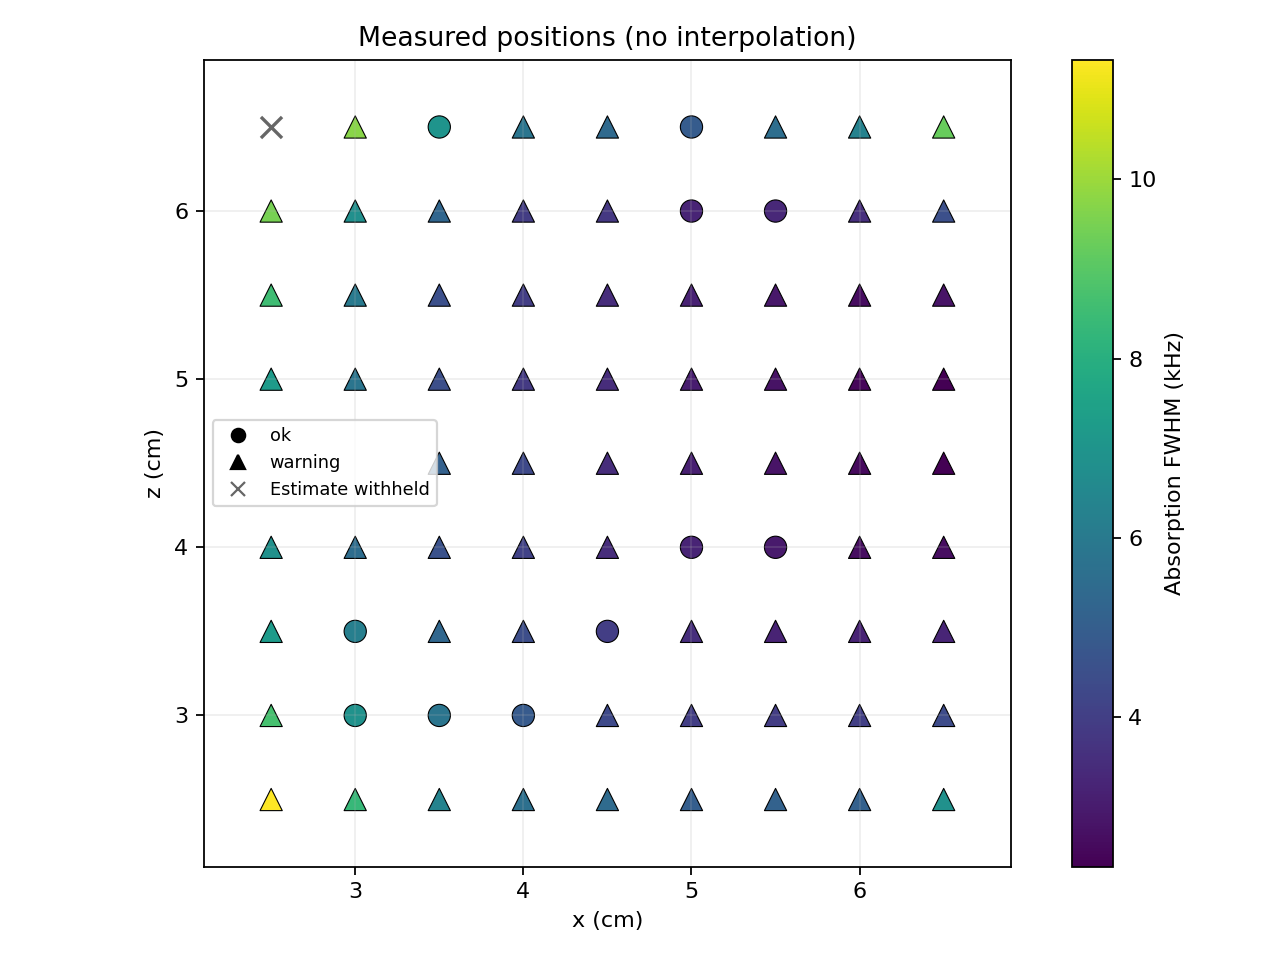 Measured positions (no interpolation)
10
8
6
4
Absorption FWHM (kHz)
6
5
4
3
z (cm)
ok
warning
Estimate withheld
3
4
5
6
x (cm)